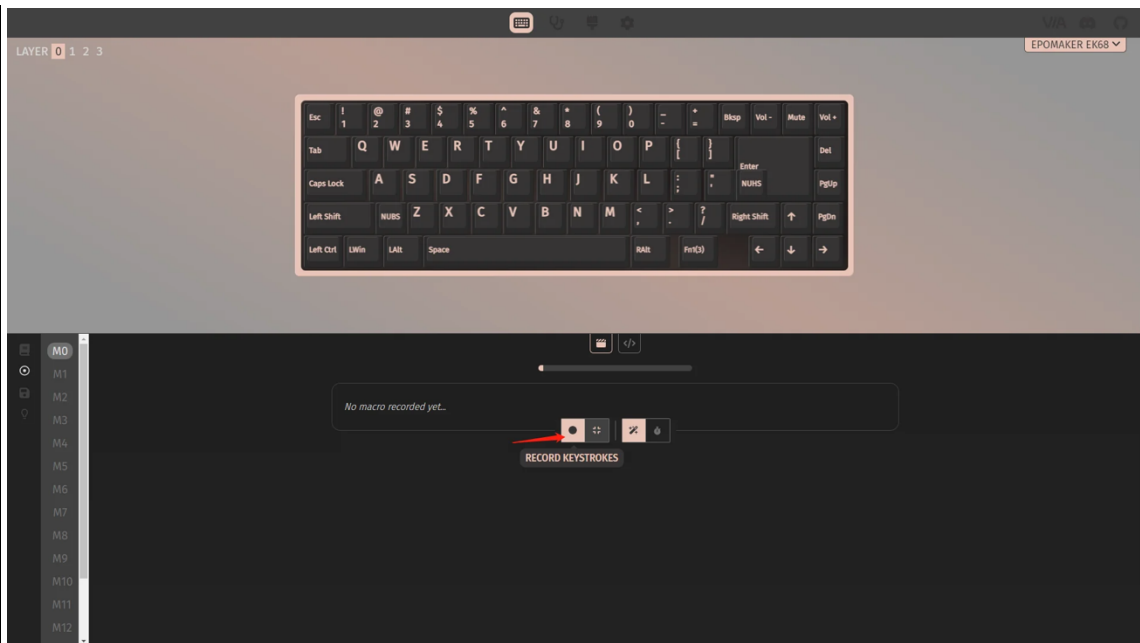 VIA
LAYER 0 1 2 3
EPOMAKER EK68
Esc ! 1 @ 2 # 3 $ 4 % 5 ^ 6 & 7 * 8 ( 9 ) 0 _ - + = Bksp Vol - Mute Vol +
Tab Q W E R T Y U I O P { [ } ] Del
Enter
Caps Lock A S D F G H J K L : ; " ' NUHS PgUp
Left Shift NUBS Z X C V B N M < , > . ? / Right Shift ↑ PgDn
Left Ctrl LWin LAlt Space RAlt Fn1(3) ← ↓ →
M0
M1
M2
M3
M4
M5
M6
M7
M8
M9
M10
M11
M12
</>
No macro recorded yet...
RECORD KEYSTROKES